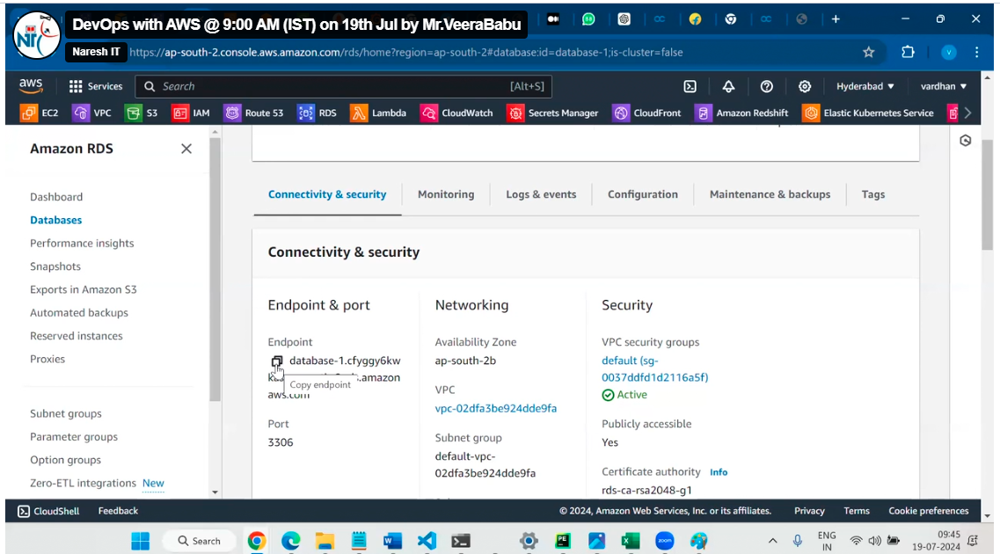 DevOps with AWS @ 9:00 AM (IST) on 19th Jul by Mr.VeeraBabu
Naresh IT
https://ap-south-2.console.aws.amazon.com/rds/home?region=ap-south-2#database:id=database-1;is-cluster=false
aws
Services
Search
[Alt+S]
Hyderabad
vardhan
EC2
VPC
S3
IAM
Route 53
RDS
Lambda
CloudWatch
Secrets Manager
CloudFront
Amazon Redshift
Elastic Kubernetes Service
Amazon RDS
Dashboard
Databases
Performance insights
Snapshots
Exports in Amazon S3
Automated backups
Reserved instances
Proxies
Subnet groups
Parameter groups
Option groups
Zero-ETL integrations New
Connectivity & security
Monitoring
Logs & events
Configuration
Maintenance & backups
Tags
Connectivity & security
Endpoint & port
Endpoint
database-1.cfyggy6kw
.amazon
aws.com
Copy endpoint
Port
3306
Networking
Availability Zone
ap-south-2b
VPC
vpc-02dfa3be924dde9fa
Subnet group
default-vpc-
02dfa3be924dde9fa
Security
VPC security groups
default (sg-
0037ddfd1d2116a5f)
Active
Publicly accessible
Yes
Certificate authority Info
rds-ca-rsa2048-g1
CloudShell
Feedback
© 2024, Amazon Web Services, Inc. or its affiliates.
Privacy
Terms
Cookie preferences
Search
ENG
IN
09:45
19-07-2024